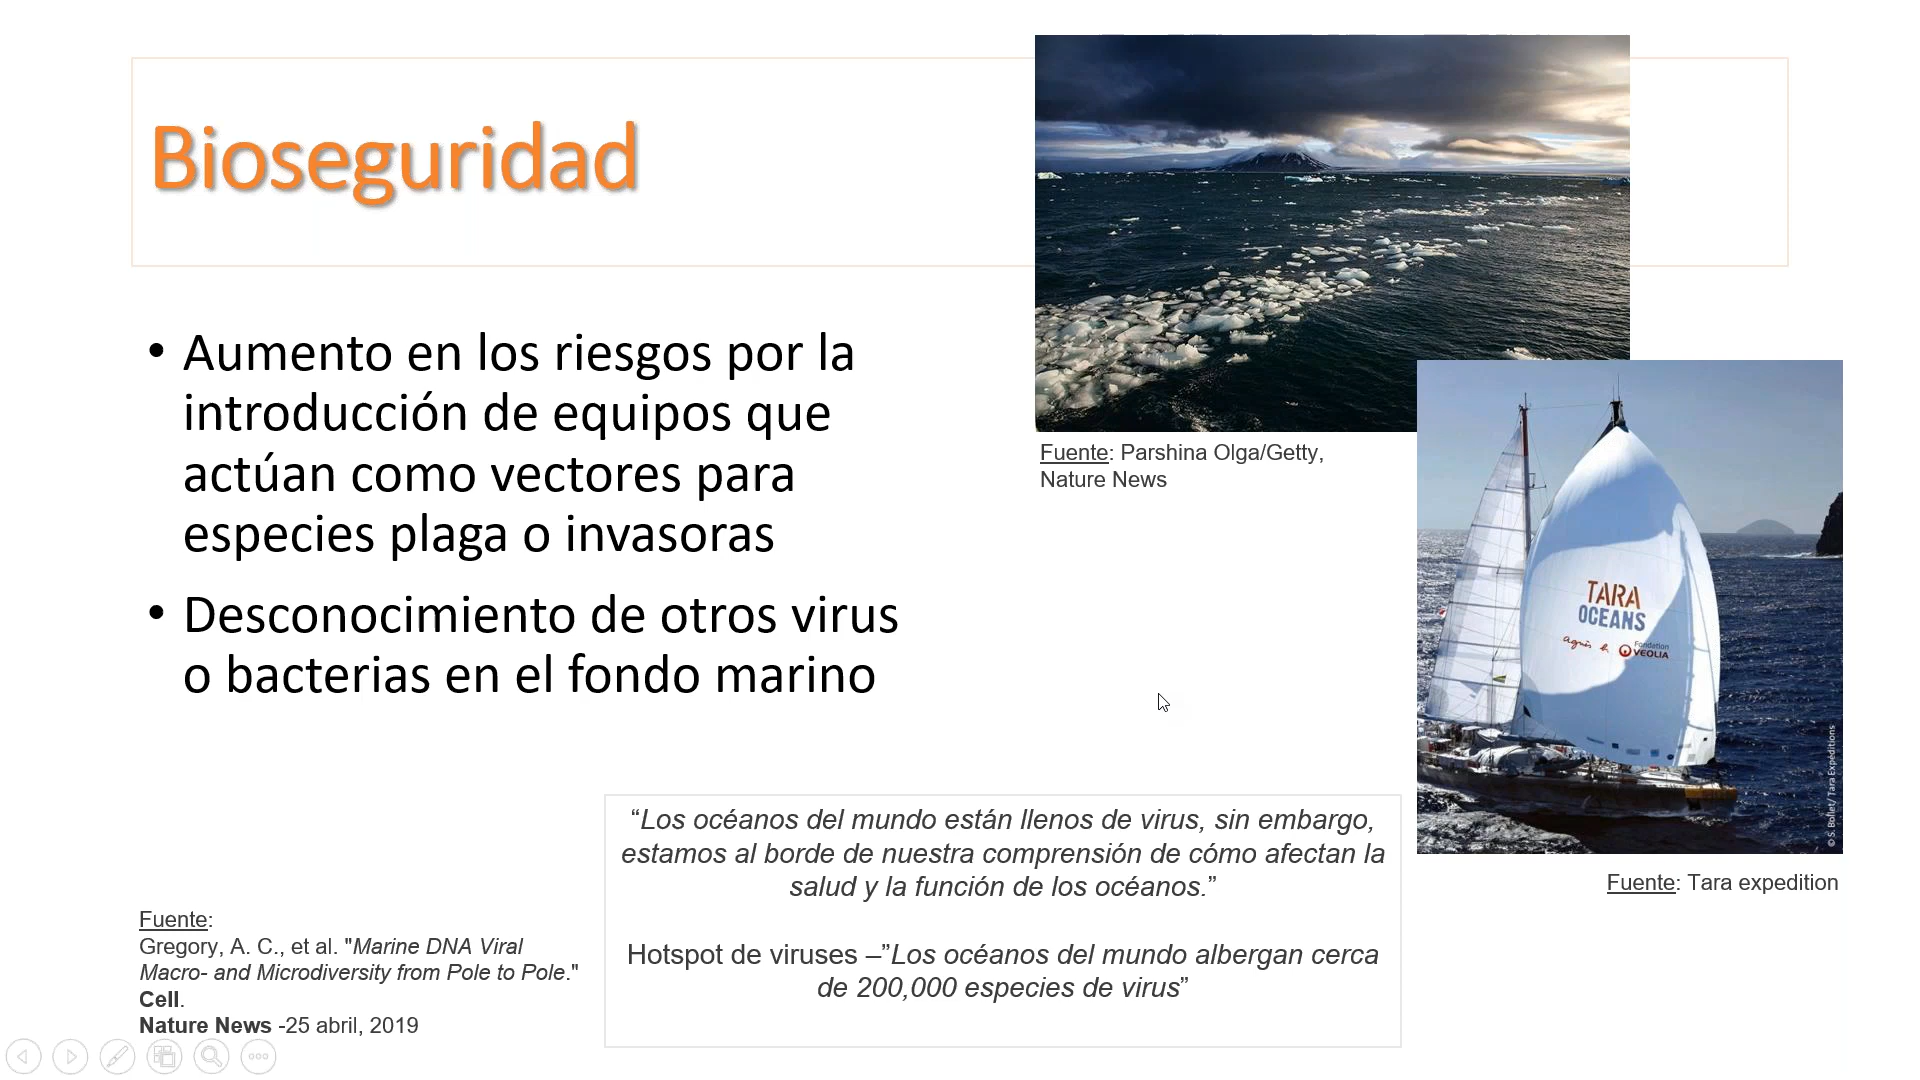 Bioseguridad
• Aumento en los riesgos por la
introducción de equipos que
actúan como vectores para
especies plaga o invasoras
• Desconocimiento de otros virus
o bacterias en el fondo marino
Fuente: Parshina Olga/Getty,
Nature News
TARA
OCEANS
agnès b.
Fondation
VEOLIA
© S. Bollet/ Tara Expéditions
Fuente: Tara expedition
“Los océanos del mundo están llenos de virus, sin embargo,
estamos al borde de nuestra comprensión de cómo afectan la
salud y la función de los océanos.”
Hotspot de viruses –”Los océanos del mundo albergan cerca
de 200,000 especies de virus”
Fuente:
Gregory, A. C., et al. "Marine DNA Viral
Macro- and Microdiversity from Pole to Pole."
Cell.
Nature News -25 abril, 2019